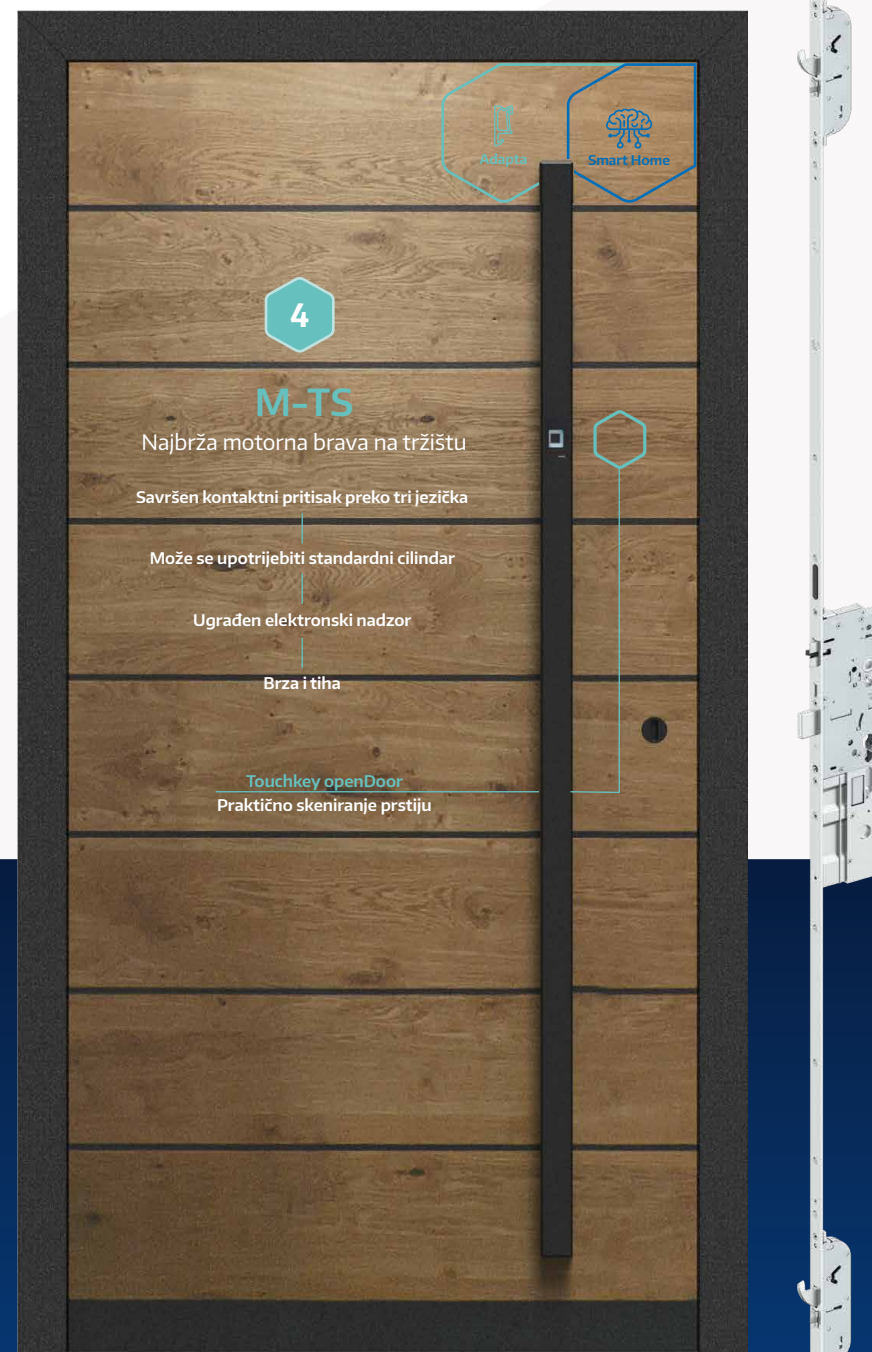 Adapta
Smart Home
4
M-TS
Najbrža motorna brava na tržištu
Savršen kontaktni pritisak preko tri jezička
Može se upotrijebiti standardni cilindar
Ugrađen elektronski nadzor
Brza i tiha
Touchkey openDoor
Praktično skeniranje prstiju